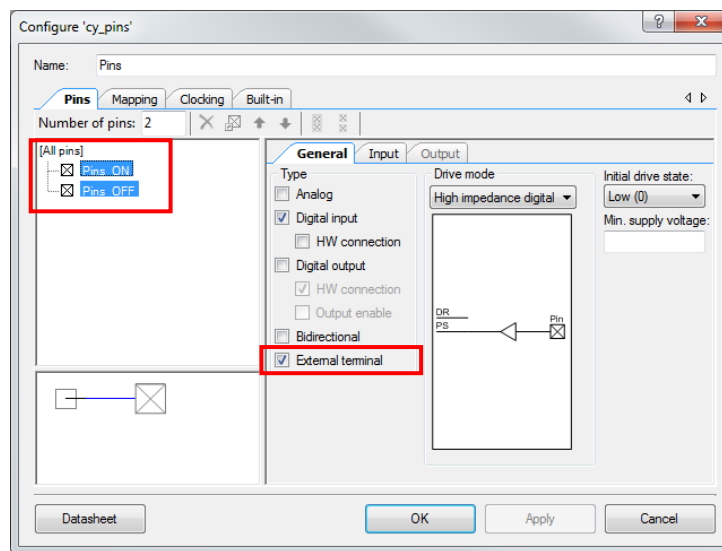 Configure 'cy_pins'
? X
Name: Pins
Pins Mapping Clocking Built-in
Number of pins: 2
[All pins]
Pins_ON
Pins_OFF
General Input Output
Type
Analog
Digital input
HW connection
Digital output
HW connection
Output enable
Bidirectional
External terminal
Drive mode
High impedance digital
DR
PS
Pin
Initial drive state:
Low (0)
Min. supply voltage:
Datasheet OK Apply Cancel